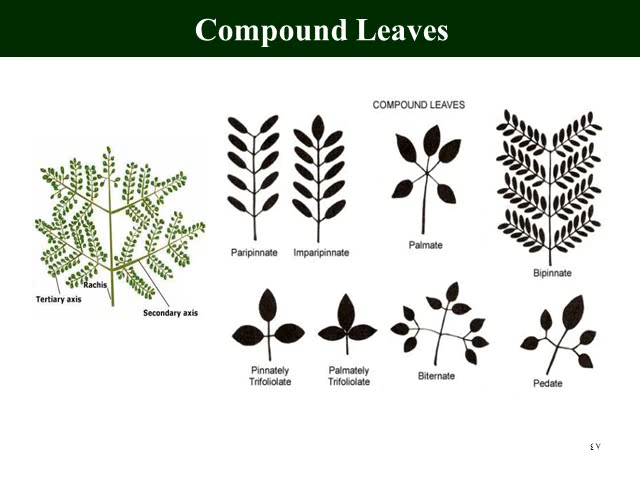 Compound Leaves
COMPOUND LEAVES
Paripinnate
Imparipinnate
Palmate
Bipinnate
Rachis
Tertiary axis
Secondary axis
Pinnately
Trifoliolate
Palmately
Trifoliolate
Biternate
Pedate
٤٧